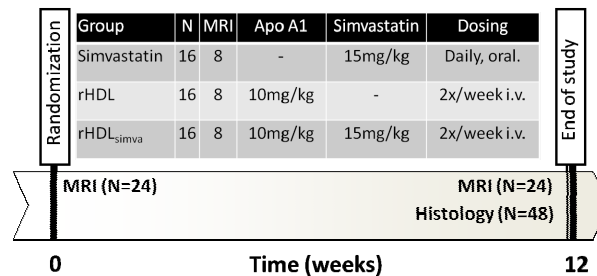 Randomization
Group N MRI Apo A1 Simvastatin Dosing
Simvastatin 16 8 - 15mg/kg Daily, oral.
rHDL 16 8 10mg/kg - 2x/week i.v.
rHDLsimva 16 8 10mg/kg 15mg/kg 2x/week i.v.
End of study
MRI (N=24) MRI (N=24)
Histology (N=48)
0 Time (weeks) 12